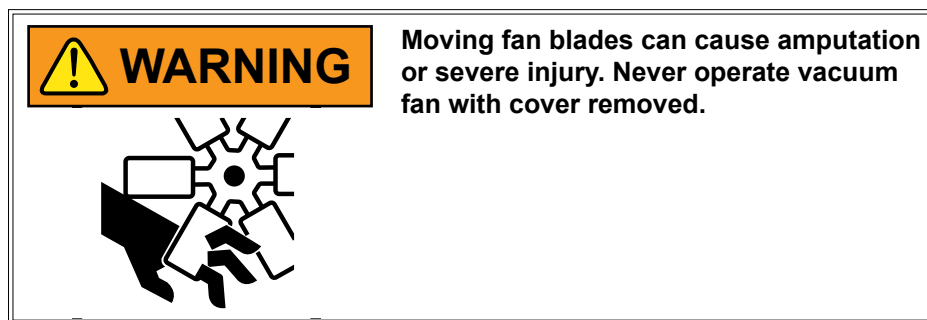 WARNING
Moving fan blades can cause amputation
or severe injury. Never operate vacuum
fan with cover removed.